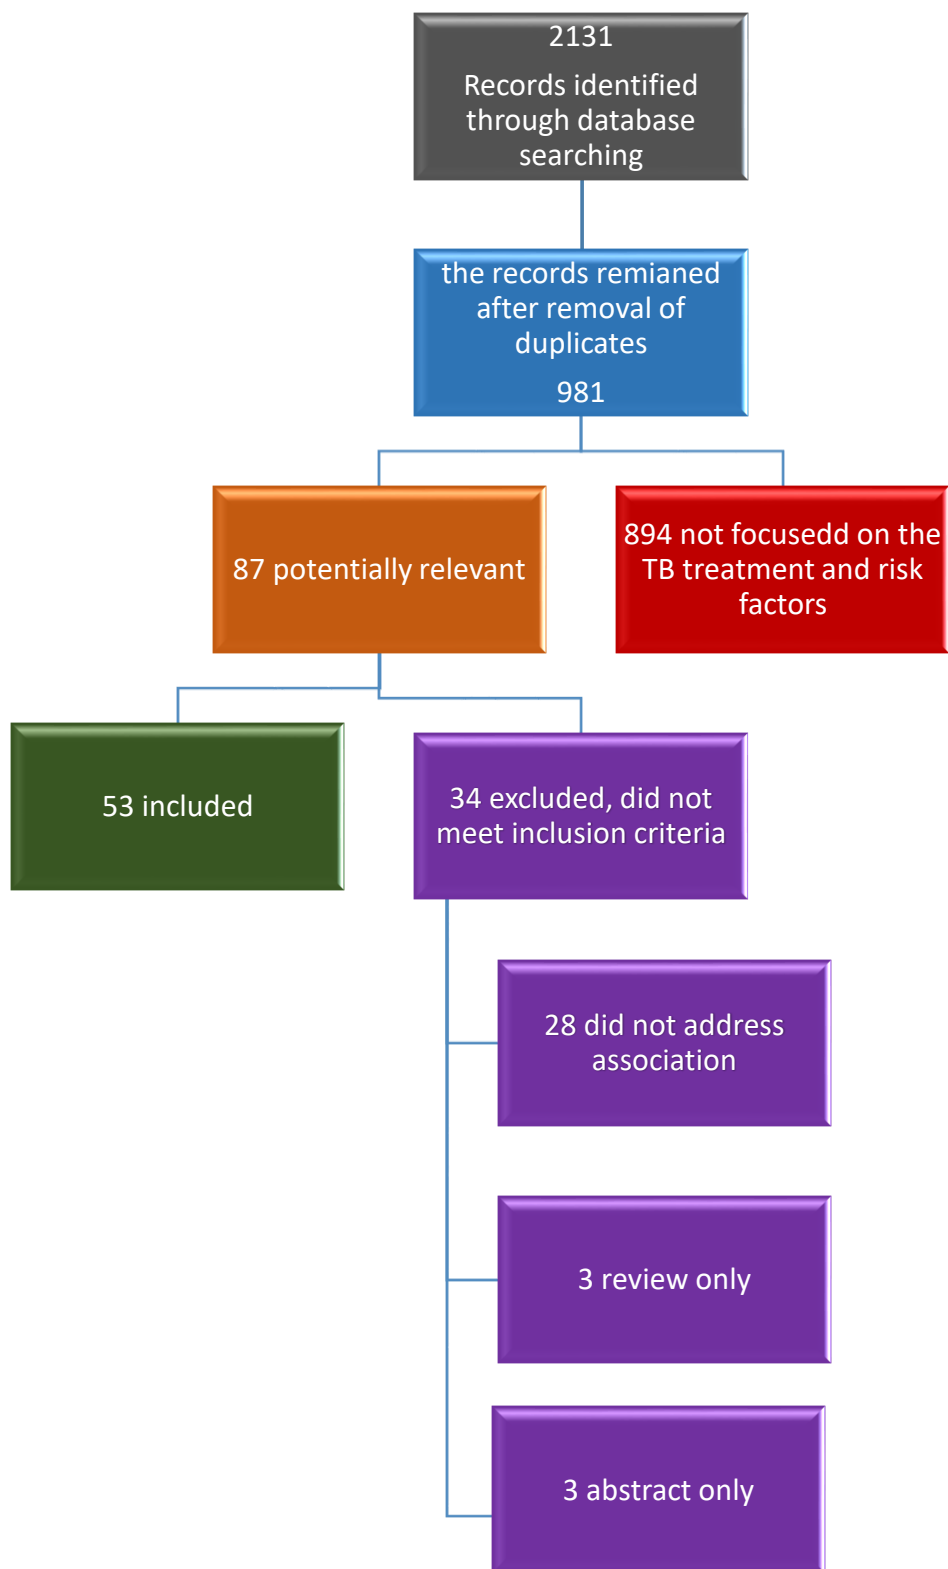 2131
Records identified
through database
searching
the records remianed
after removal of
duplicates
981
87 potentially relevant
894 not focusedd on the
TB treatment and risk
factors
53 included
34 excluded, did not
meet inclusion criteria
28 did not address
association
3 review only
3 abstract only